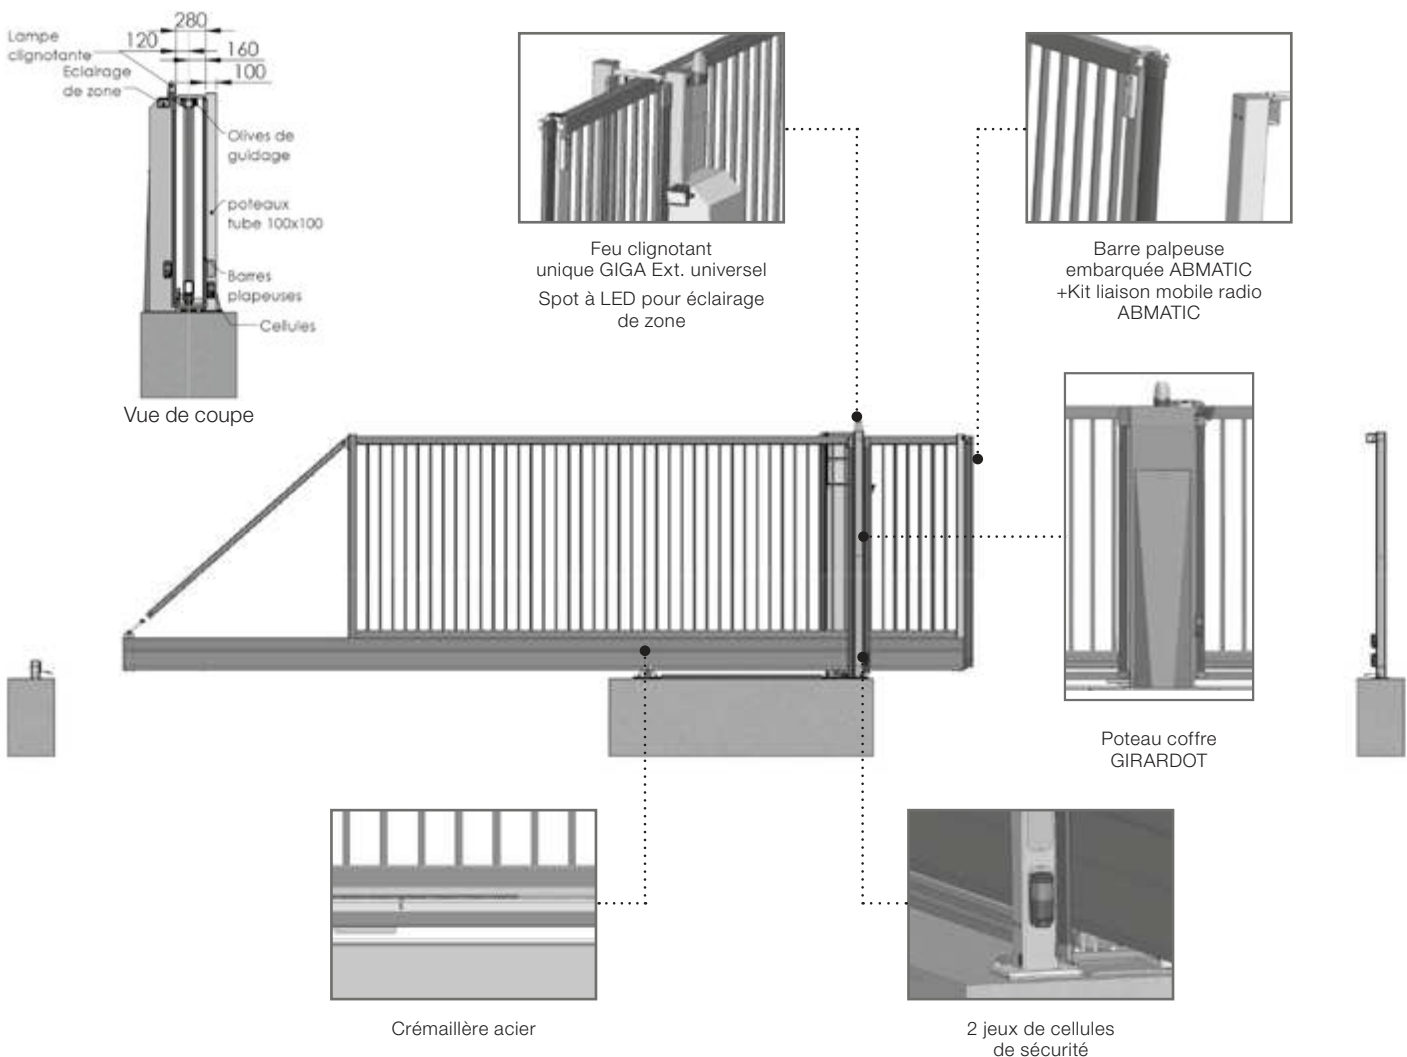 280
Lampe
clignotante
120
160
Eclairage
de zone
100
Olives de
guidage
poteaux
tube 100x100
Barres
plapeuses
Cellules
Vue de coupe
Feu clignotant
unique GIGA Ext. universel
Spot à LED pour éclairage
de zone
Barre palpeuse
embarquée ABMATIC
+Kit liaison mobile radio
ABMATIC
Poteau coffre
GIRARDOT
Crémaillère acier
2 jeux de cellules
de sécurité